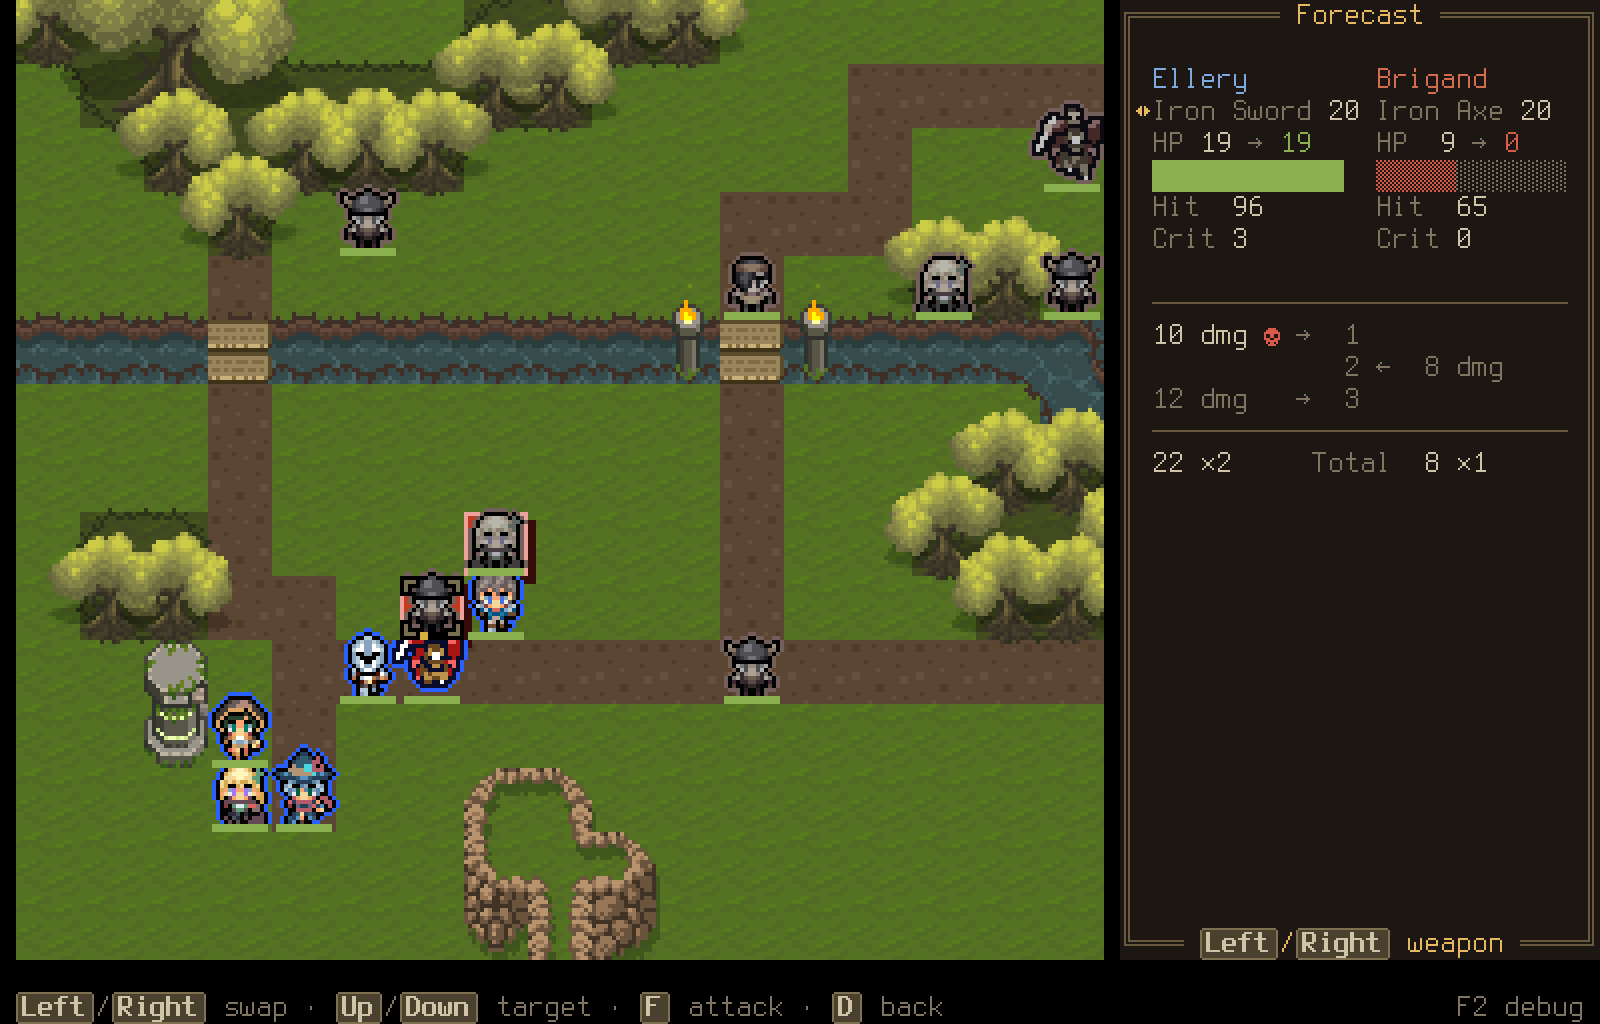 Forecast
Ellery Brigand
Iron Sword 20 Iron Axe 20
HP 19 → 19 HP 9 → 0
Hit 96 Hit 65
Crit 3 Crit 0
10 dmg → 1
2 ← 8 dmg
12 dmg → 3
22 ×2 Total 8 ×1
Left/Right weapon
Left/Right swap · Up/Down target · F attack · D back F2 debug